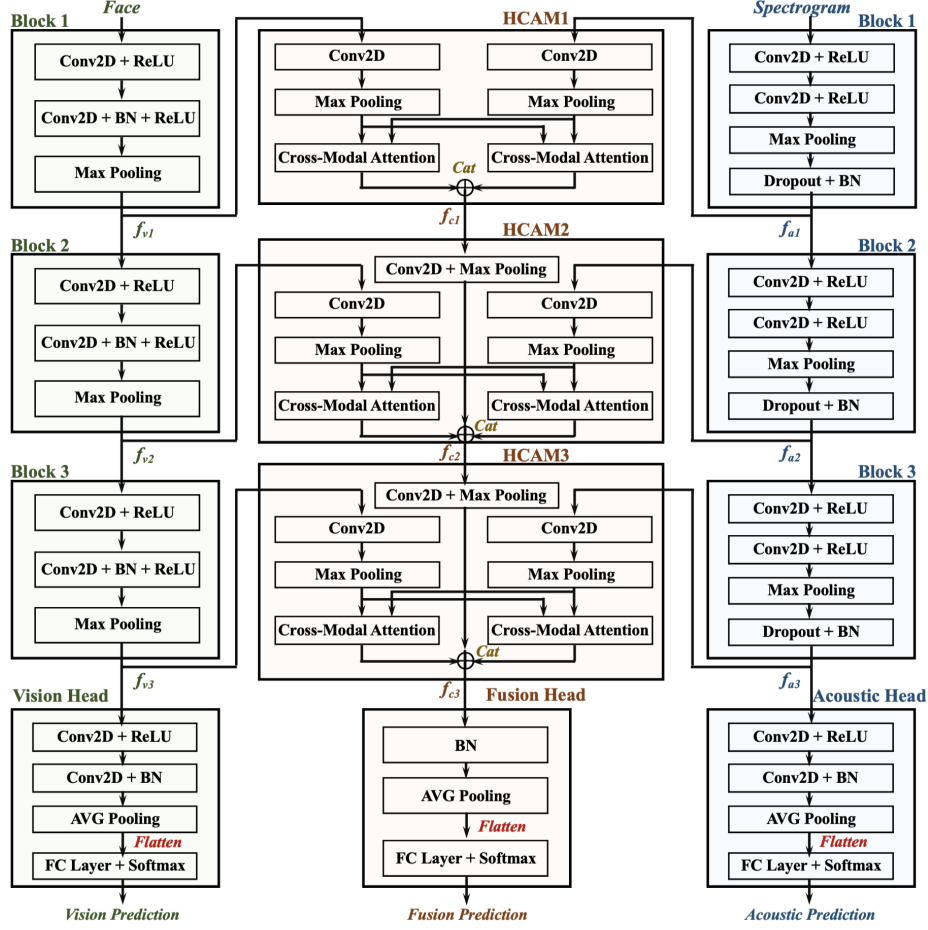 Face
Block 1
Conv2D + ReLU
Conv2D + BN + ReLU
Max Pooling
f_v1
Block 2
Conv2D + ReLU
Conv2D + BN + ReLU
Max Pooling
f_v2
Block 3
Conv2D + ReLU
Conv2D + BN + ReLU
Max Pooling
f_v3
Vision Head
Conv2D + ReLU
Conv2D + BN
AVG Pooling
Flatten
FC Layer + Softmax
Vision Prediction
HCAM1
Conv2D
Conv2D
Max Pooling
Max Pooling
Cross-Modal Attention
Cross-Modal Attention
Cat
f_c1
HCAM2
Conv2D + Max Pooling
Conv2D
Conv2D
Max Pooling
Max Pooling
Cross-Modal Attention
Cross-Modal Attention
Cat
f_c2
HCAM3
Conv2D + Max Pooling
Conv2D
Conv2D
Max Pooling
Max Pooling
Cross-Modal Attention
Cross-Modal Attention
Cat
f_c3
Fusion Head
BN
AVG Pooling
Flatten
FC Layer + Softmax
Fusion Prediction
Spectrogram
Block 1
Conv2D + ReLU
Conv2D + ReLU
Max Pooling
Dropout + BN
f_a1
Block 2
Conv2D + ReLU
Conv2D + ReLU
Max Pooling
Dropout + BN
f_a2
Block 3
Conv2D + ReLU
Conv2D + ReLU
Max Pooling
Dropout + BN
f_a3
Acoustic Head
Conv2D + ReLU
Conv2D + BN
AVG Pooling
Flatten
FC Layer + Softmax
Acoustic Prediction